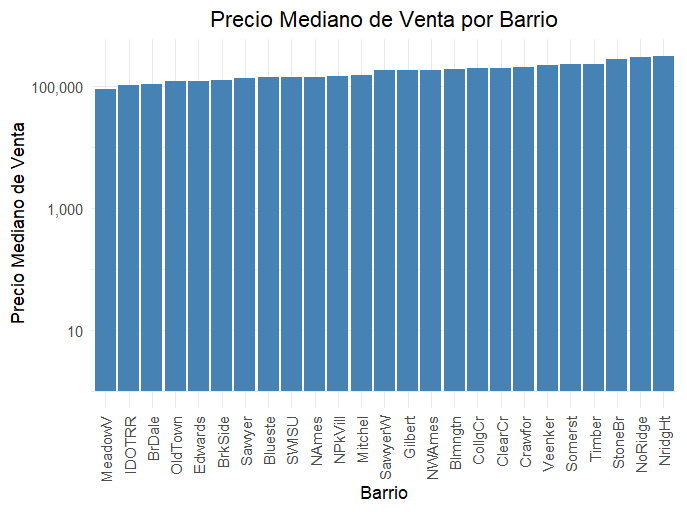 Precio Mediano de Venta por Barrio
Precio Mediano de Venta
100,000
1,000
10
MeadowV
IDOTRR
BrDale
OldTown
Edwards
BrkSide
Sawyer
Blueste
SWISU
NAmes
NPkVill
Mitchel
SawyerW
Gilbert
NWAmes
Blmngtn
CollgCr
ClearCr
Crawfor
Veenker
Somerst
Timber
StoneBr
NoRidge
NridgHt
Barrio